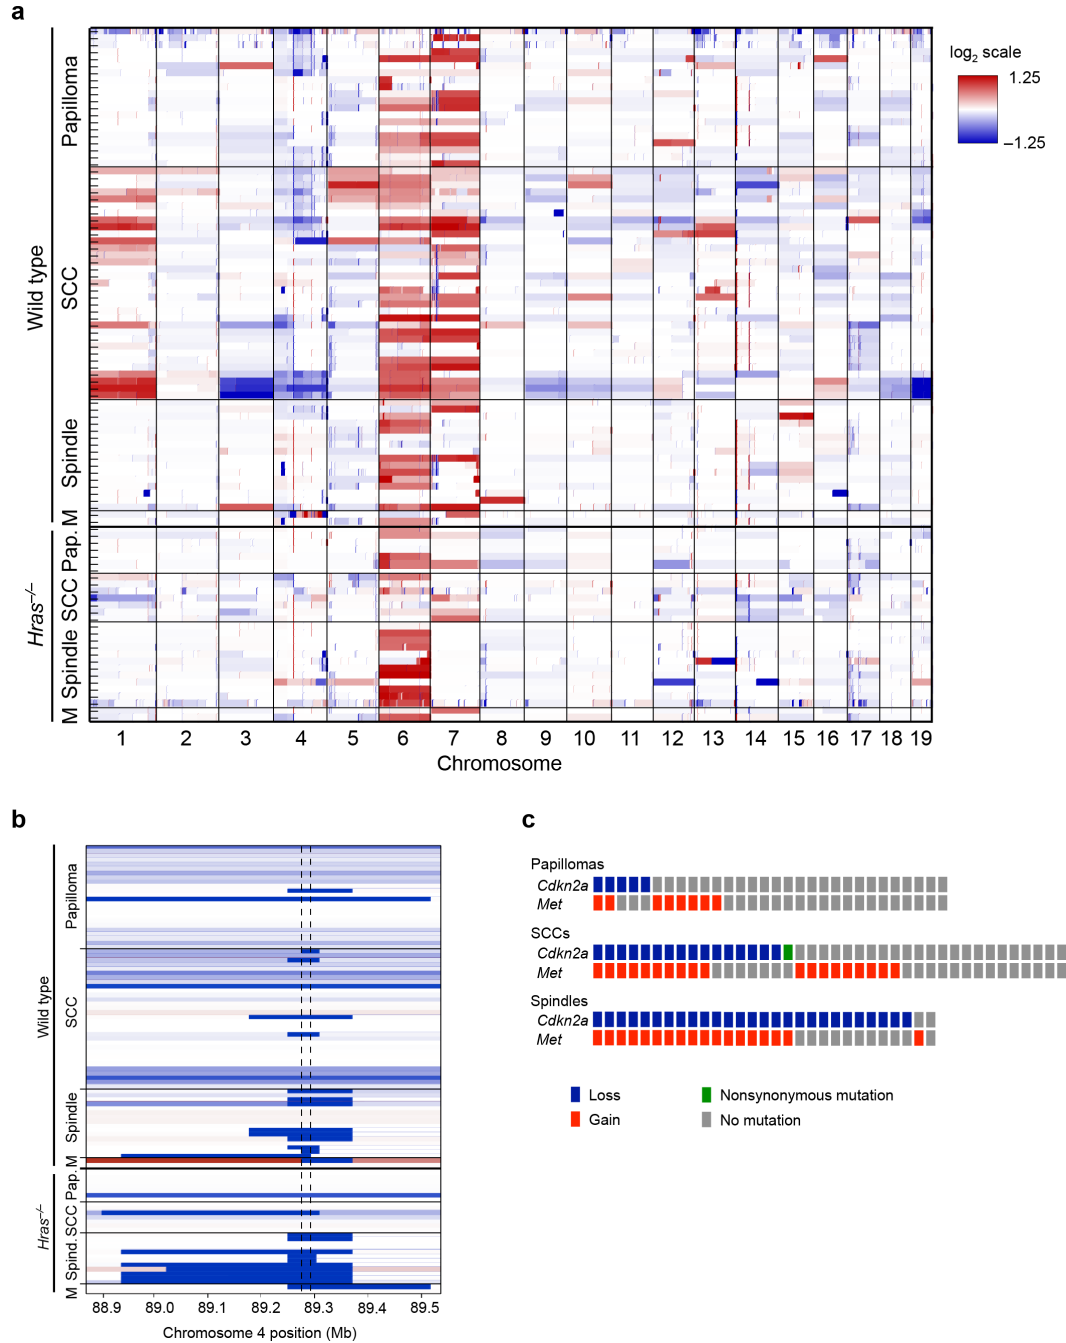 a
log2 scale
1.25
–1.25
Wild type
Papilloma
SCC
Spindle
M
Hras–/–
Pap.
SCC
Spindle
M
1 2 3 4 5 6 7 8 9 10 11 12 13 14 15 16 17 18 19
Chromosome
b
Wild type
Papilloma
SCC
Spindle
M
Hras–/–
Pap.
SCC
Spind.
M
88.9 89.0 89.1 89.2 89.3 89.4 89.5
Chromosome 4 position (Mb)
c
Papillomas
Cdkn2a
Met
SCCs
Cdkn2a
Met
Spindles
Cdkn2a
Met
Loss
Nonsynonymous mutation
Gain
No mutation